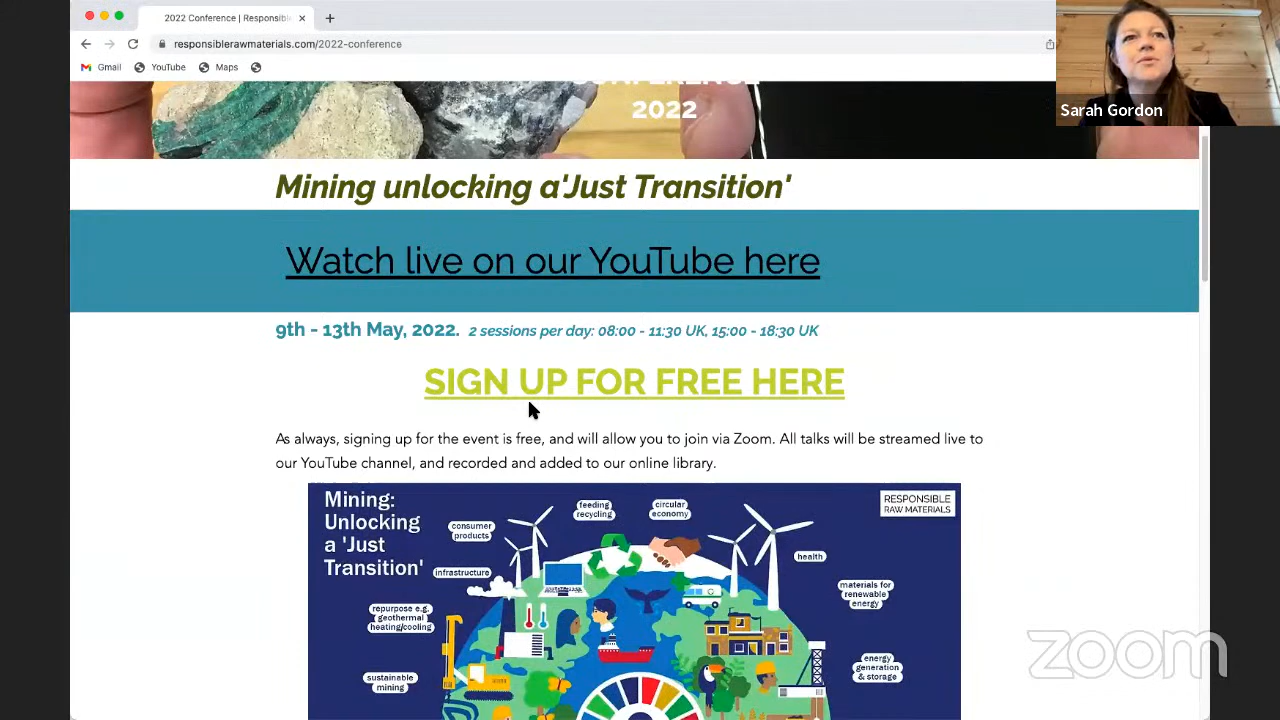 2022 Conference | Responsibl
responsiblerawmaterials.com/2022-conference
Gmail
YouTube
Maps
Sarah Gordon
CONFERENCE
2022
Mining unlocking a'Just Transition'
Watch live on our YouTube here
9th - 13th May, 2022. 2 sessions per day: 08:00 - 11:30 UK, 15:00 - 18:30 UK
SIGN UP FOR FREE HERE
As always, signing up for the event is free, and will allow you to join via Zoom. All talks will be streamed live to
our YouTube channel, and recorded and added to our online library.
Mining:
Unlocking
a 'Just
Transition'
RESPONSIBLE
RAW MATERIALS
consumer
products
feeding
recycling
circular
economy
infrastructure
health
repurpose e.g.
geothermal
heating/cooling
materials for
renewable
energy
sustainable
mining
energy
generation
& storage
zoom